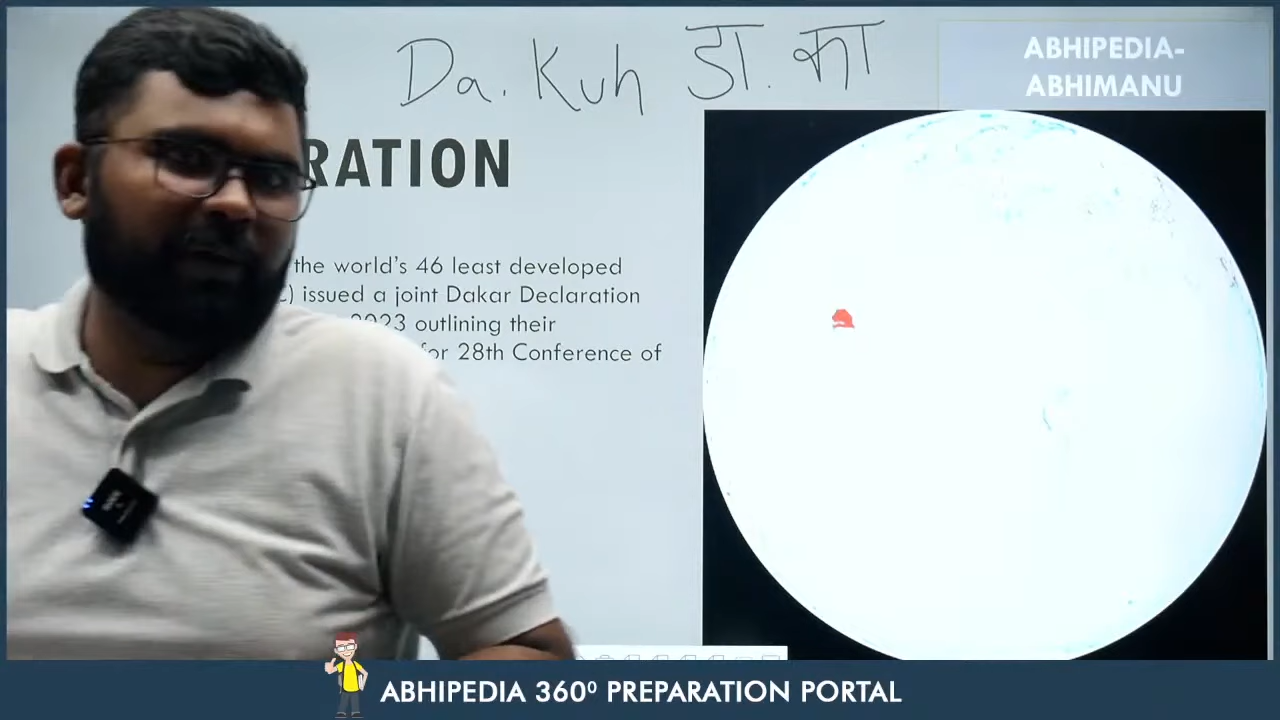 Da. Kuh डा. का
ABHIPEDIA-
ABHIMANU
RATION
the world's 46 least developed
) issued a joint Dakar Declaration
2023 outlining their
for 28th Conference of
ABHIPEDIA 360⁰ PREPARATION PORTAL